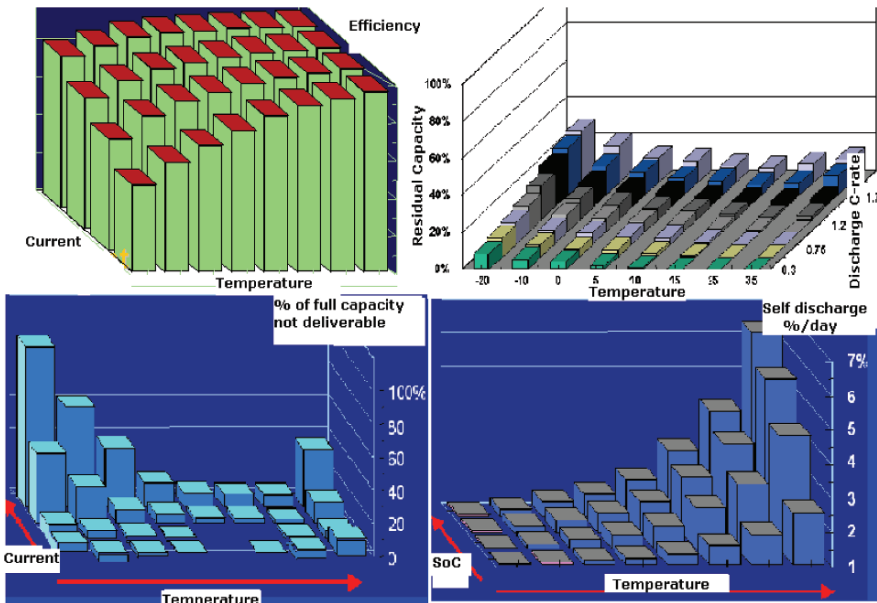 Efficiency
Current
Temperature
Residual Capacity
100%
80%
60%
40%
20%
0%
-20
-10
0
5
10
15
25
35
Temperature
0.3
0.75
1.2
Discharge C-rate
% of full capacity
not deliverable
100%
80
60
40
20
0
Current
Temperature
Self discharge
%/day
7%
6
5
4
3
2
1
SoC
Temperature